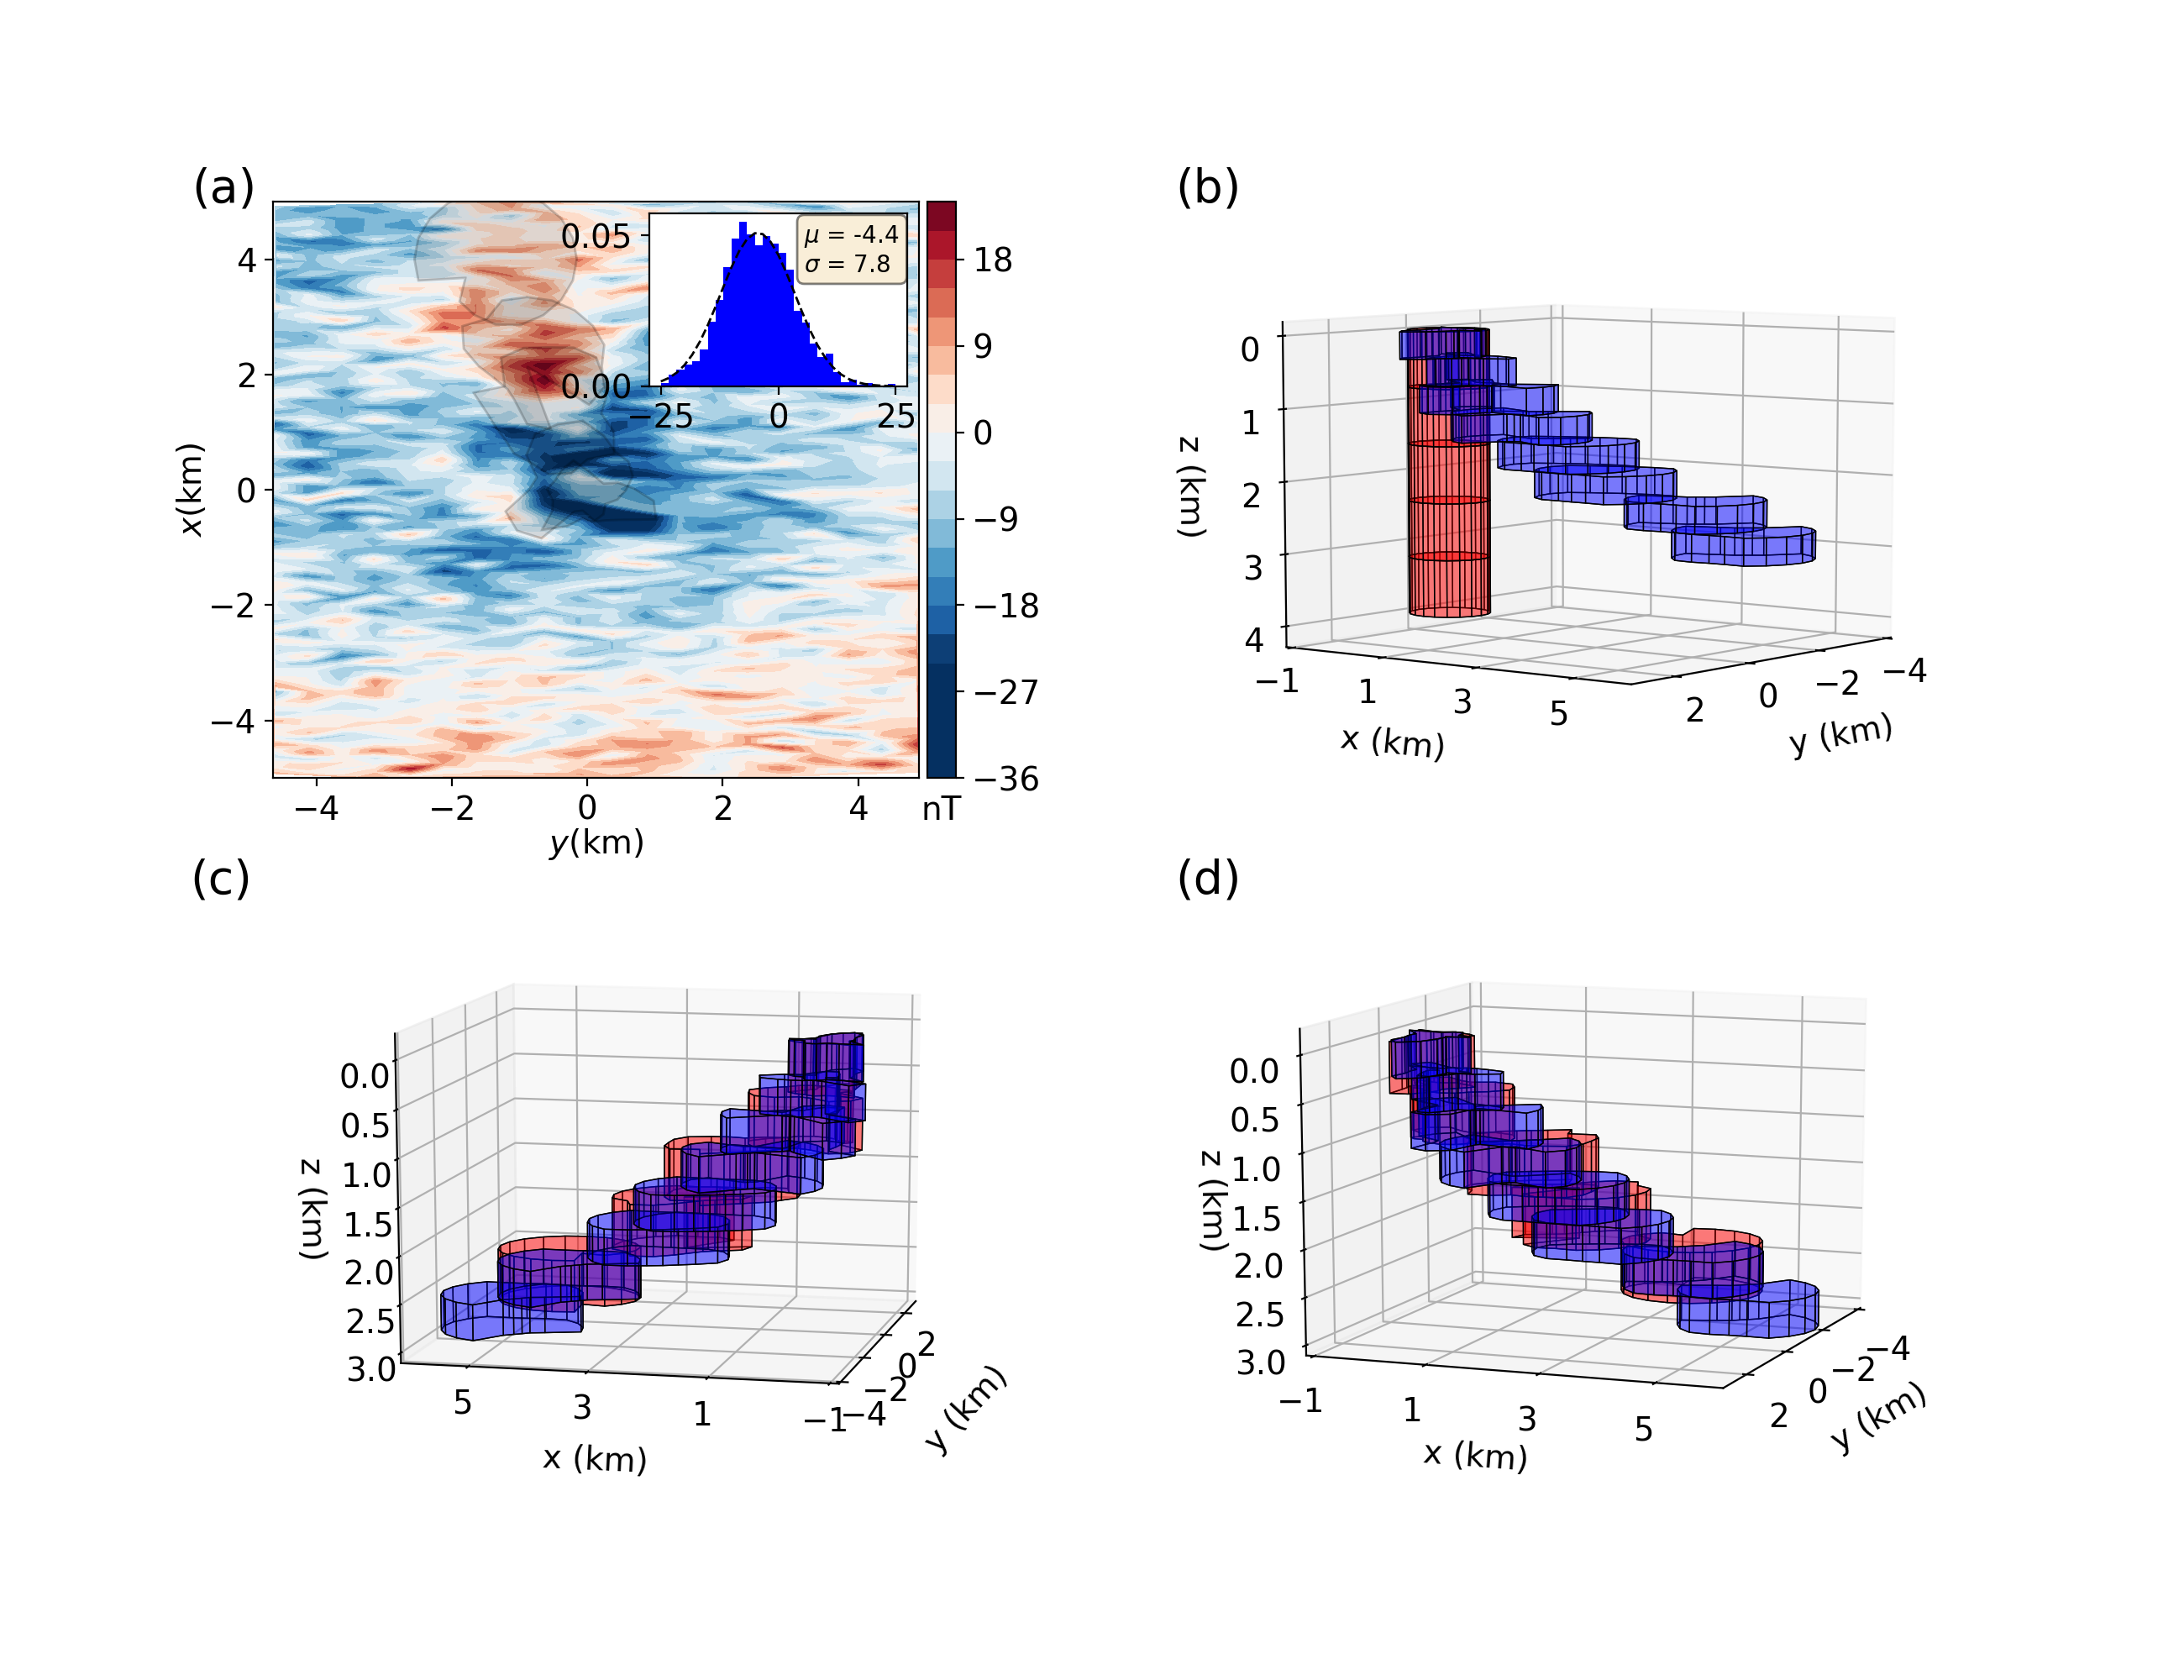 (a)
0.05
0.00
−25 0 25
μ = -4.4
σ = 7.8
4
2
0
−2
−4
x(km)
−4 −2 0 2 4
y(km)
18
9
0
−9
−18
−27
−36
nT
(b)
0
1
2
3
4
z (km)
−1 1 3 5
x (km)
2 0 −2 −4
y (km)
(c)
0.0
0.5
1.0
1.5
2.0
2.5
3.0
z (km)
5 3 1 −1
x (km)
−4 −2 0 2
y (km)
(d)
0.0
0.5
1.0
1.5
2.0
2.5
3.0
z (km)
−1 1 3 5
x (km)
2 0 −2 −4
y (km)